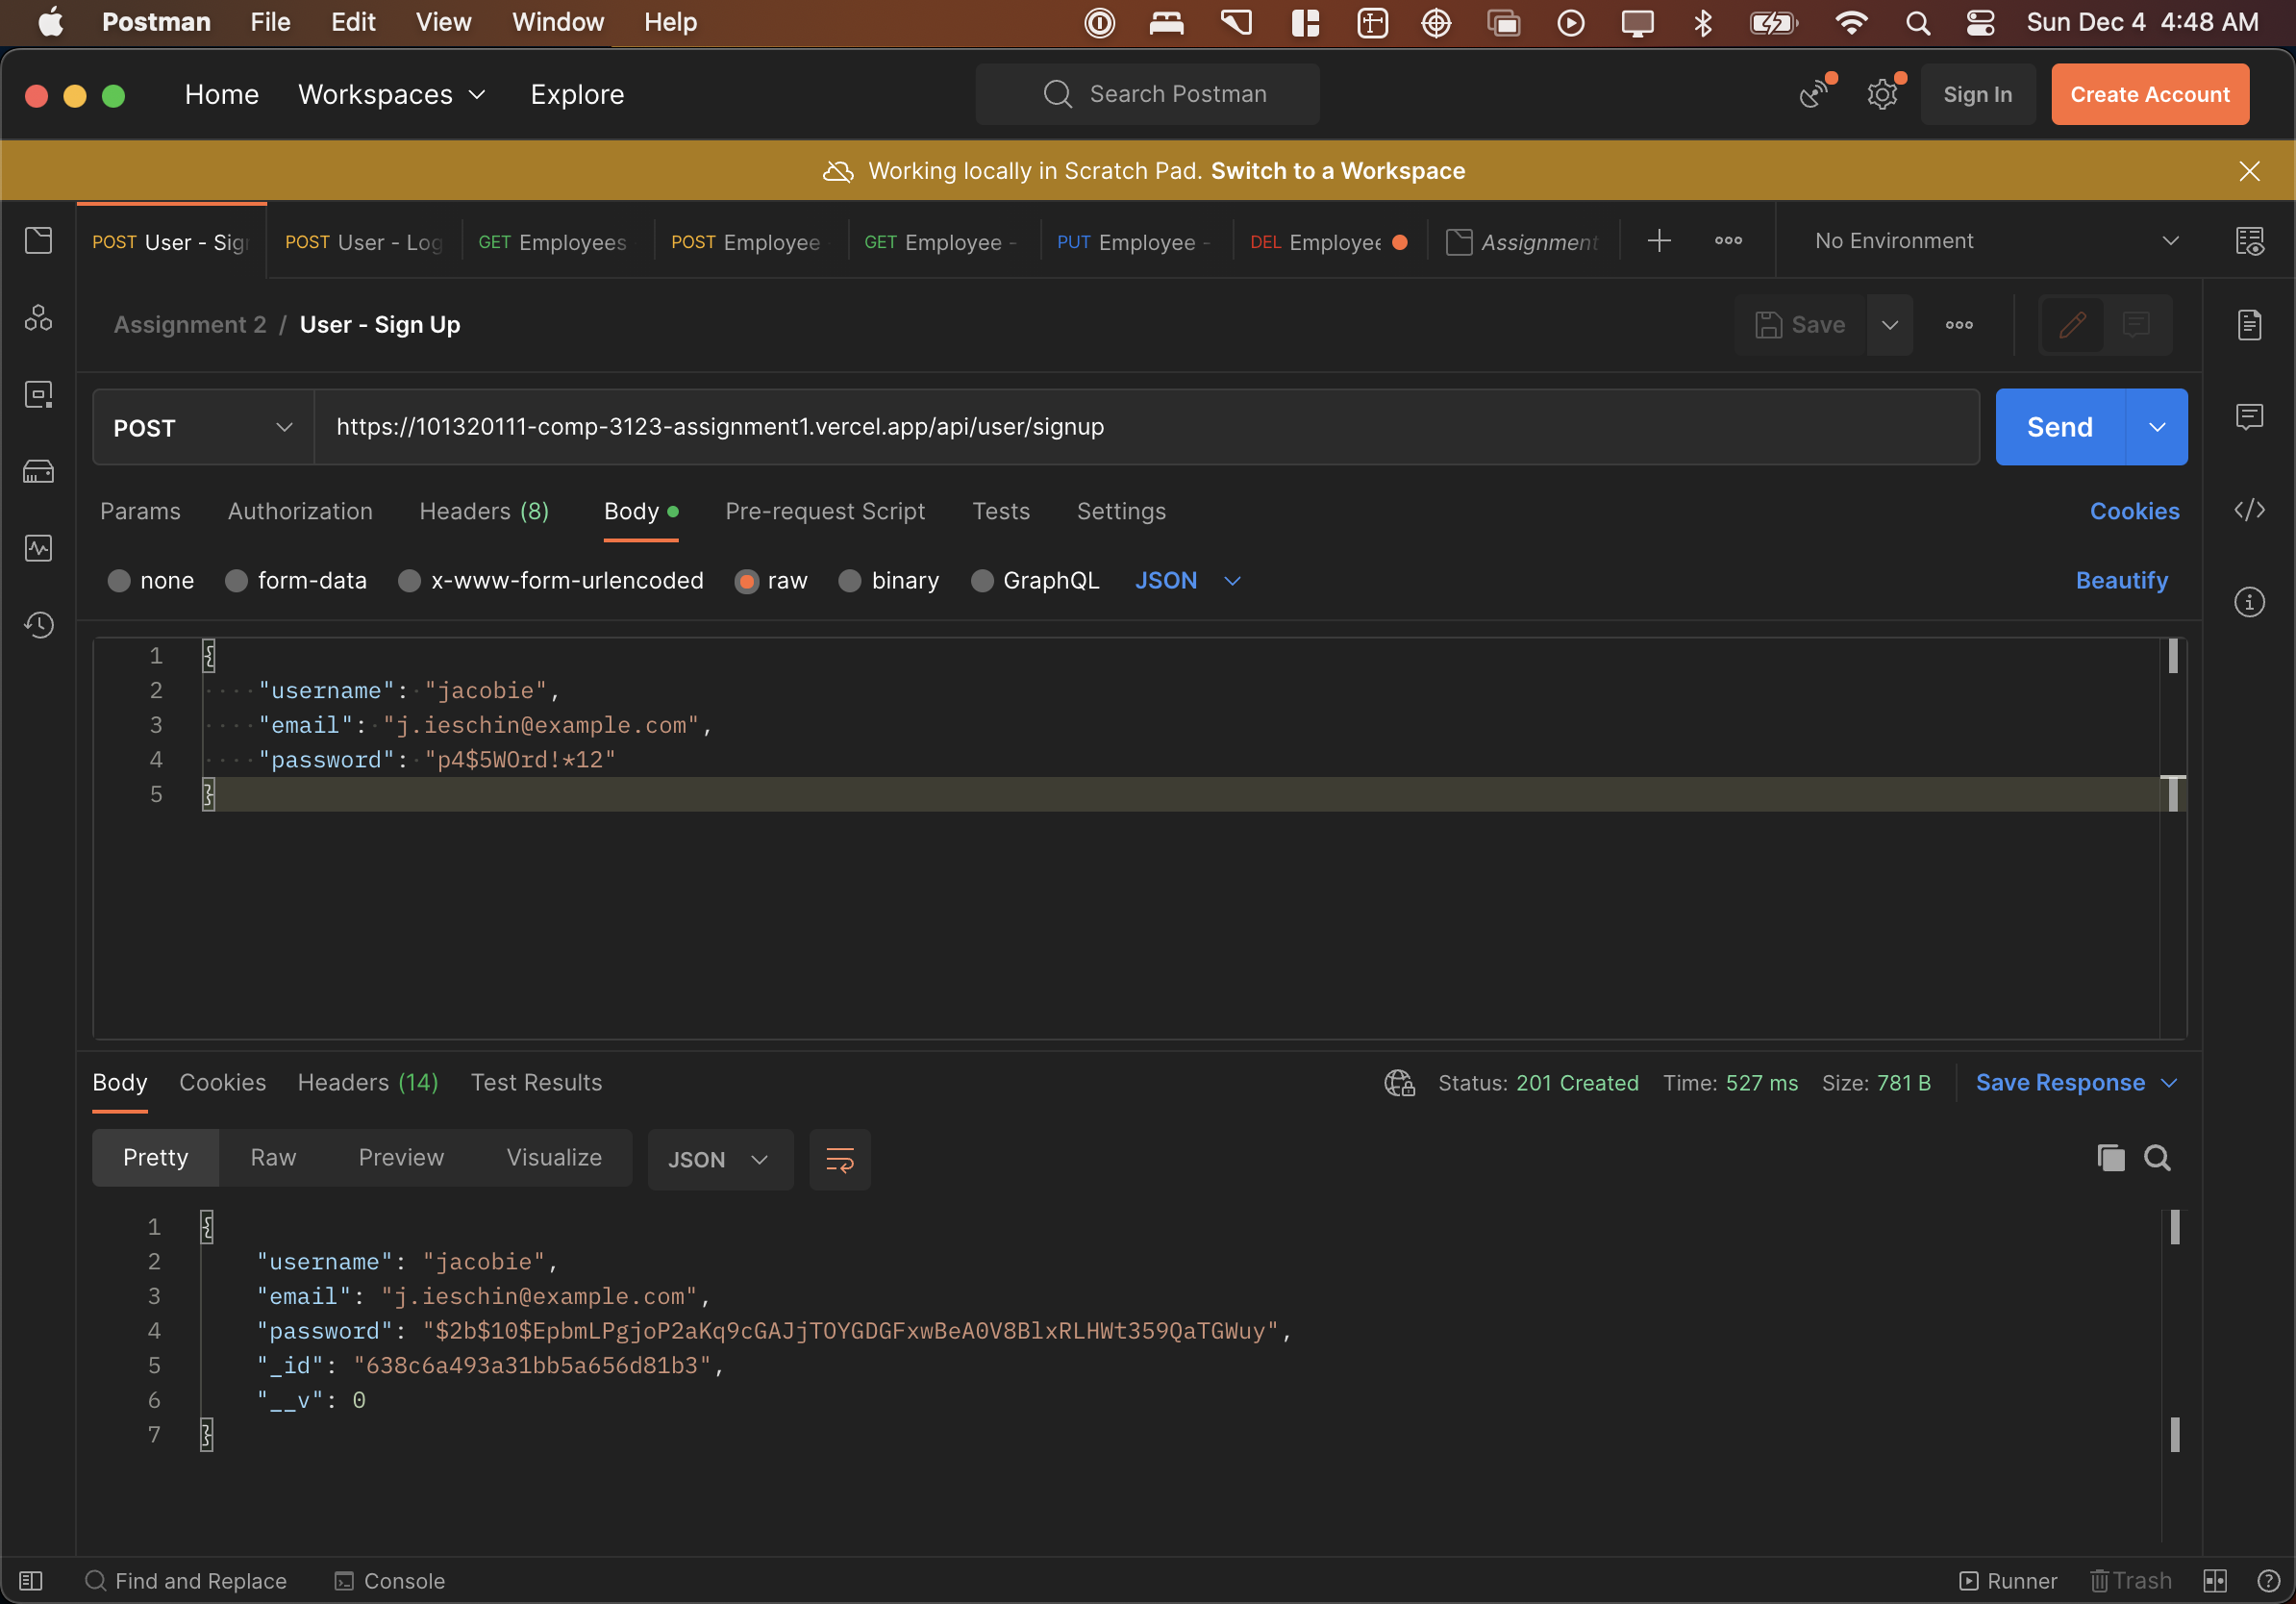 Postman File Edit View Window Help Sun Dec 4 4:48 AM
Home Workspaces Explore Search Postman Sign In Create Account
Working locally in Scratch Pad. Switch to a Workspace
POST User - Sig POST User - Log GET Employees POST Employee GET Employee - PUT Employee - DEL Employee Assignment No Environment
Assignment 2 / User - Sign Up Save
POST https://101320111-comp-3123-assignment1.vercel.app/api/user/signup Send
Params Authorization Headers (8) Body Pre-request Script Tests Settings Cookies
none form-data x-www-form-urlencoded raw binary GraphQL JSON Beautify
1 {
2 "username": "jacobie",
3 "email": "j.ieschin@example.com",
4 "password": "p4$5WOrd!*12"
5 }
Body Cookies Headers (14) Test Results Status: 201 Created Time: 527 ms Size: 781 B Save Response
Pretty Raw Preview Visualize JSON
1 {
2 "username": "jacobie",
3 "email": "j.ieschin@example.com",
4 "password": "$2b$10$EpbmLPgjoP2aKq9cGAJjTOYGDGFxwBeA0V8BlxRLHWt359QaTGWuy",
5 "_id": "638c6a493a31bb5a656d81b3",
6 "__v": 0
7 }
Find and Replace Console Runner Trash